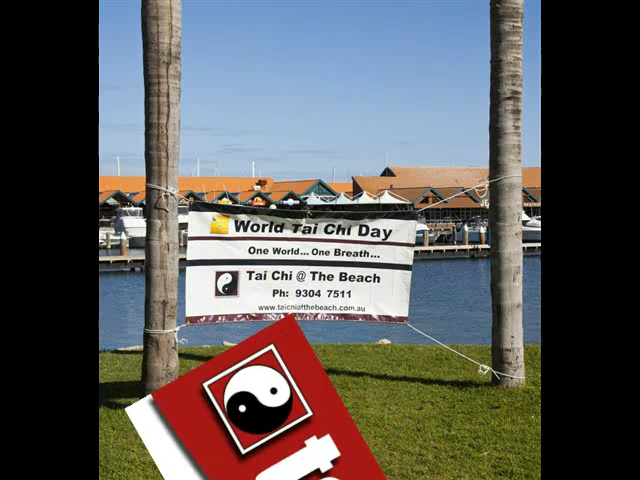 World Tai Chi Day
One World... One Breath...
Tai Chi @ The Beach
Ph: 9304 7511
www.taichiatthebeach.com.au